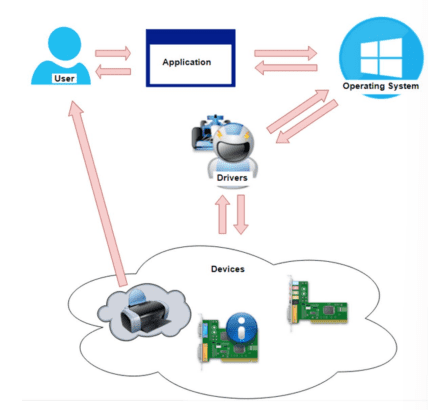 User
Application
Operating System
Drivers
Devices